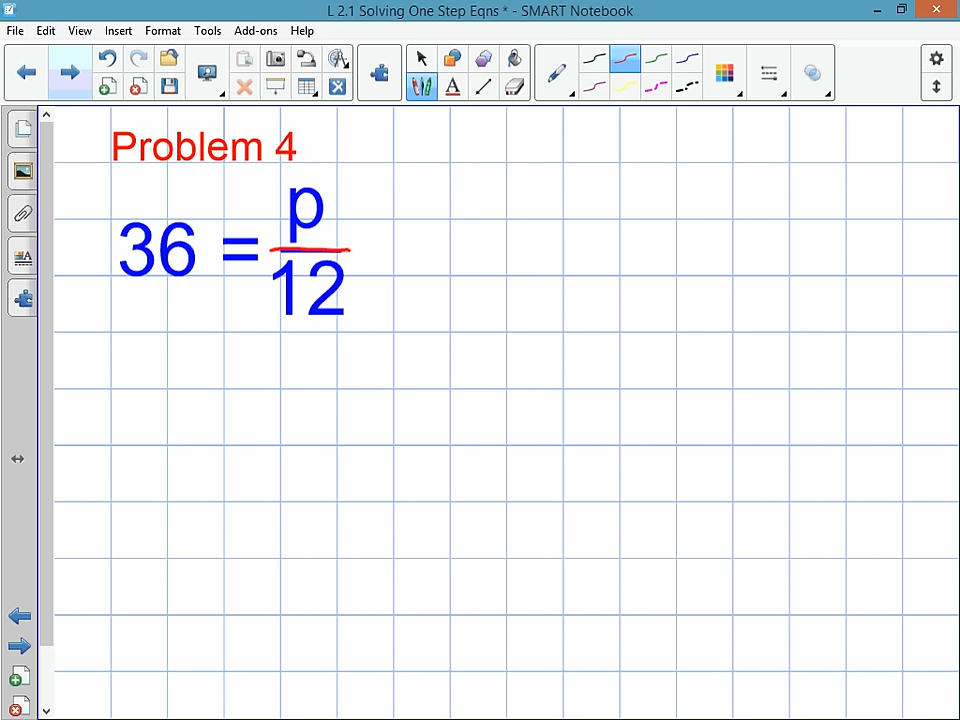 L 2.1 Solving One Step Eqns * - SMART Notebook
File Edit View Insert Format Tools Add-ons Help
Problem 4
36 = p
12